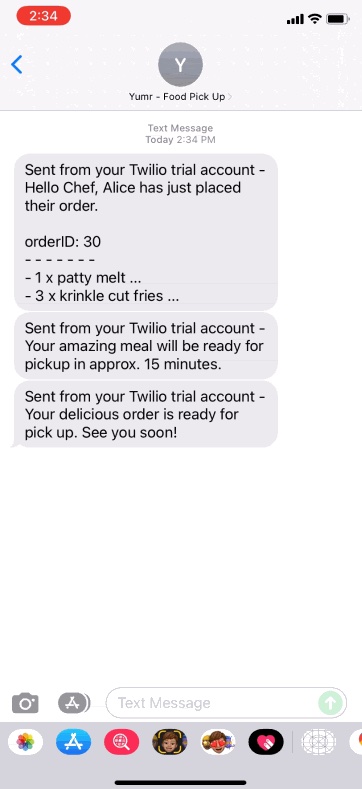 2:34
Y
Yumr - Food Pick Up
Text Message
Today 2:34 PM
Sent from your Twilio trial account -
Hello Chef, Alice has just placed
their order.
orderID: 30
- - - - - - -
- 1 x patty melt ...
- 3 x krinkle cut fries ...
Sent from your Twilio trial account -
Your amazing meal will be ready for
pickup in approx. 15 minutes.
Sent from your Twilio trial account -
Your delicious order is ready for
pick up. See you soon!
Text Message